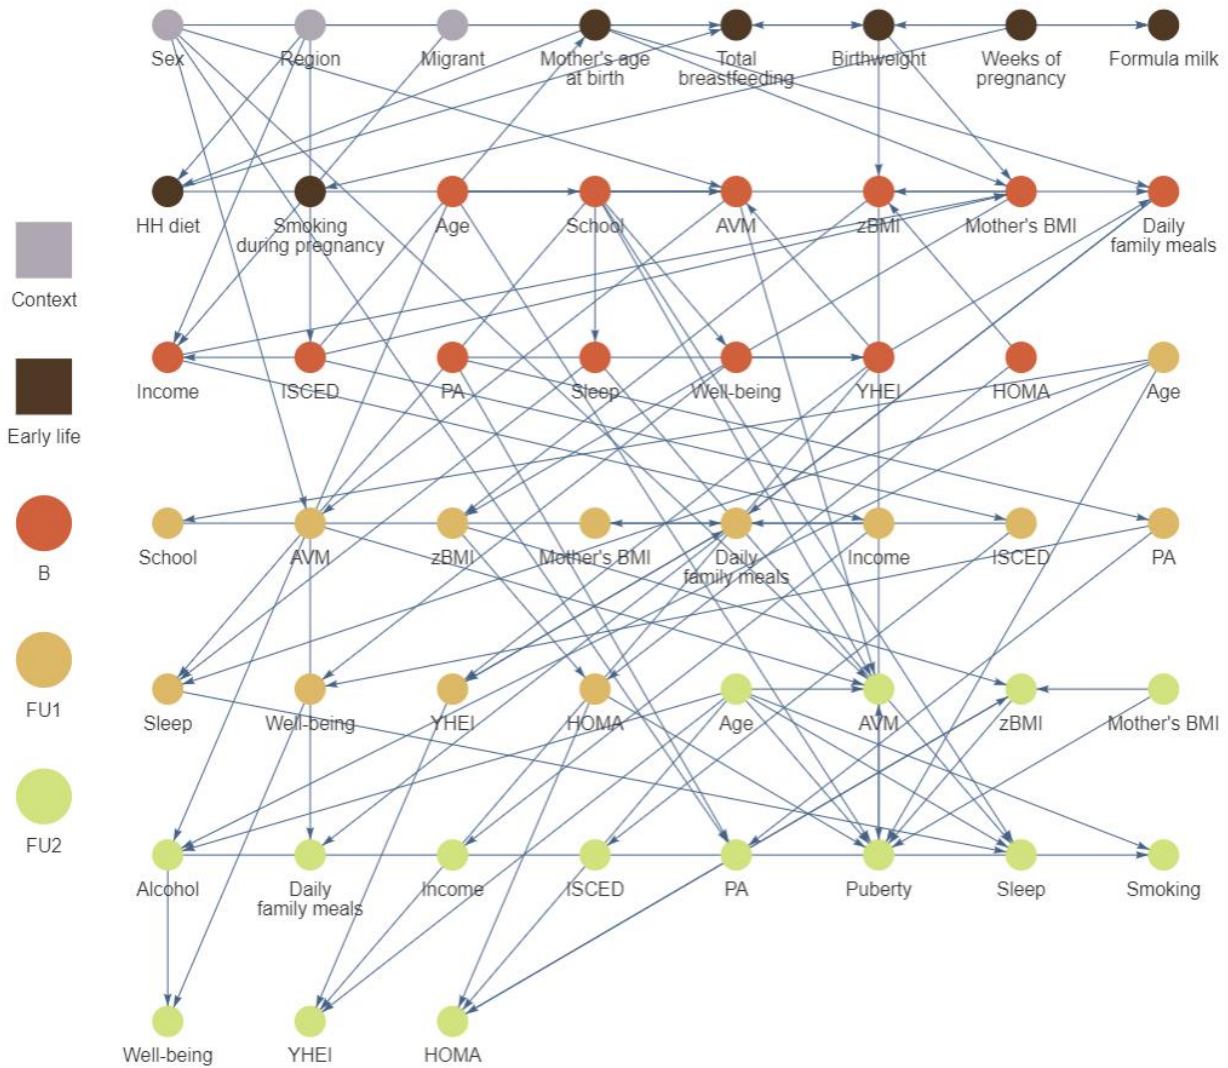 Sex
Region
Migrant
Mother's age
at birth
Total
breastfeeding
Birthweight
Weeks of
pregnancy
Formula milk
HH diet
Smoking
during pregnancy
Age
School
AVM
zBMI
Mother's BMI
Daily
family meals
Context
Income
ISCED
PA
Sleep
Well-being
YHEI
HOMA
Age
Early life
School
AVM
zBMI
Mother's BMI
Daily
family meals
Income
ISCED
PA
B
Sleep
Well-being
YHEI
HOMA
Age
AVM
zBMI
Mother's BMI
FU1
Alcohol
Daily
family meals
Income
ISCED
PA
Puberty
Sleep
Smoking
FU2
Well-being
YHEI
HOMA